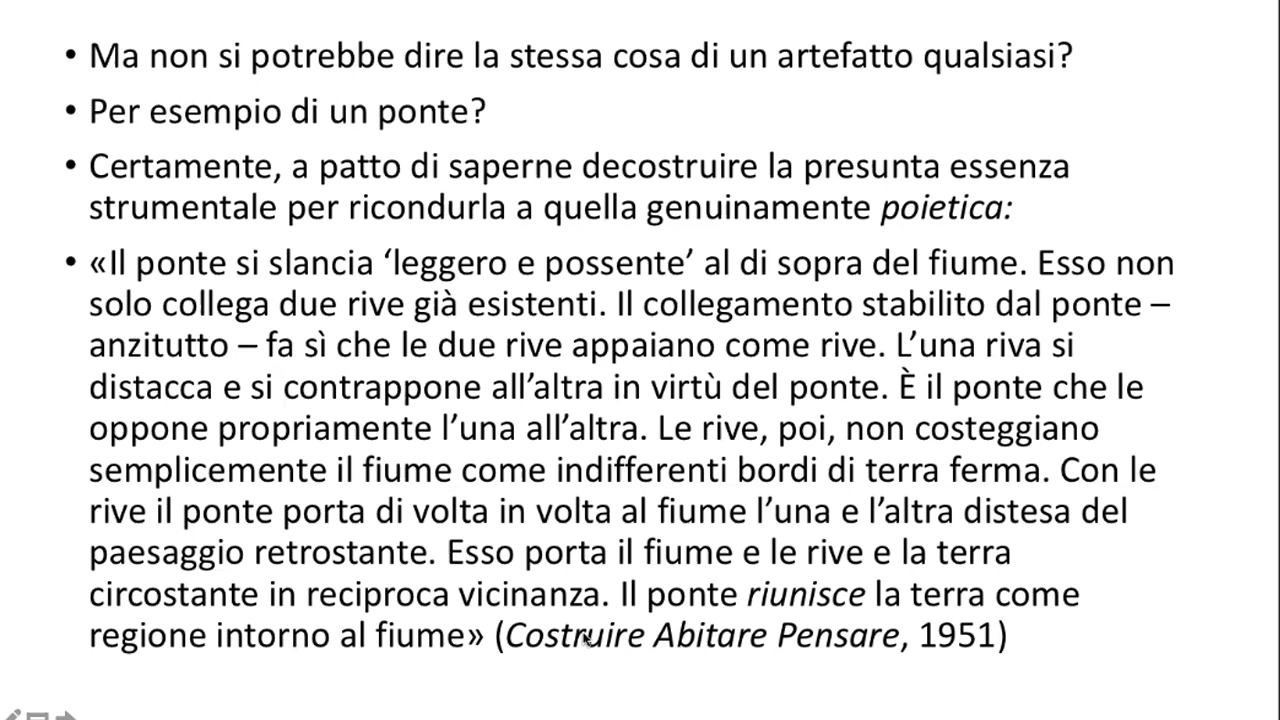 • Ma non si potrebbe dire la stessa cosa di un artefatto qualsiasi?
• Per esempio di un ponte?
• Certamente, a patto di saperne decostruire la presunta essenza
strumentale per ricondurla a quella genuinamente poietica:
• «Il ponte si slancia ‘leggero e possente’ al di sopra del fiume. Esso non
solo collega due rive già esistenti. Il collegamento stabilito dal ponte –
anzitutto – fa sì che le due rive appaiano come rive. L’una riva si
distacca e si contrappone all’altra in virtù del ponte. È il ponte che le
oppone propriamente l’una all’altra. Le rive, poi, non costeggiano
semplicemente il fiume come indifferenti bordi di terra ferma. Con le
rive il ponte porta di volta in volta al fiume l’una e l’altra distesa del
paesaggio retrostante. Esso porta il fiume e le rive e la terra
circostante in reciproca vicinanza. Il ponte riunisce la terra come
regione intorno al fiume» (Costruire Abitare Pensare, 1951)